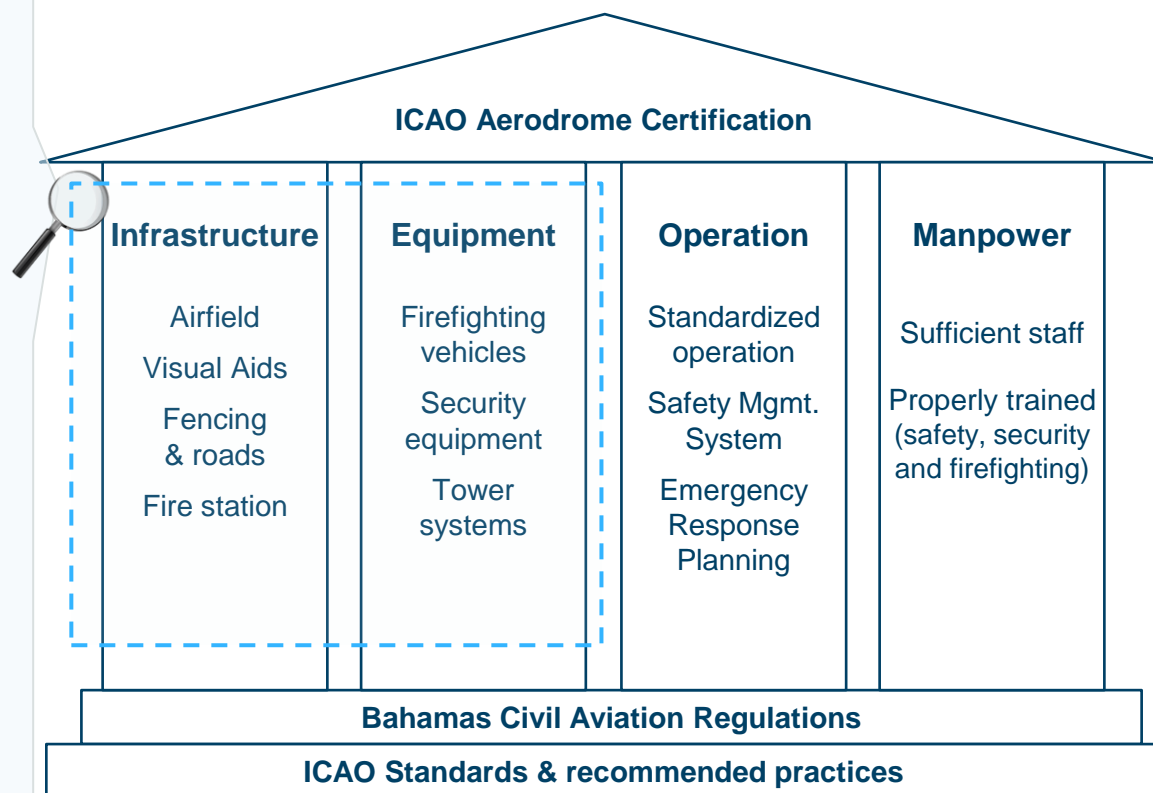 ICAO Aerodrome Certification
Infrastructure
Airfield
Visual Aids
Fencing
& roads
Fire station
Equipment
Firefighting
vehicles
Security
equipment
Tower
systems
Operation
Standardized
operation
Safety Mgmt.
System
Emergency
Response
Planning
Manpower
Sufficient staff
Properly trained
(safety, security
and firefighting)
Bahamas Civil Aviation Regulations
ICAO Standards & recommended practices